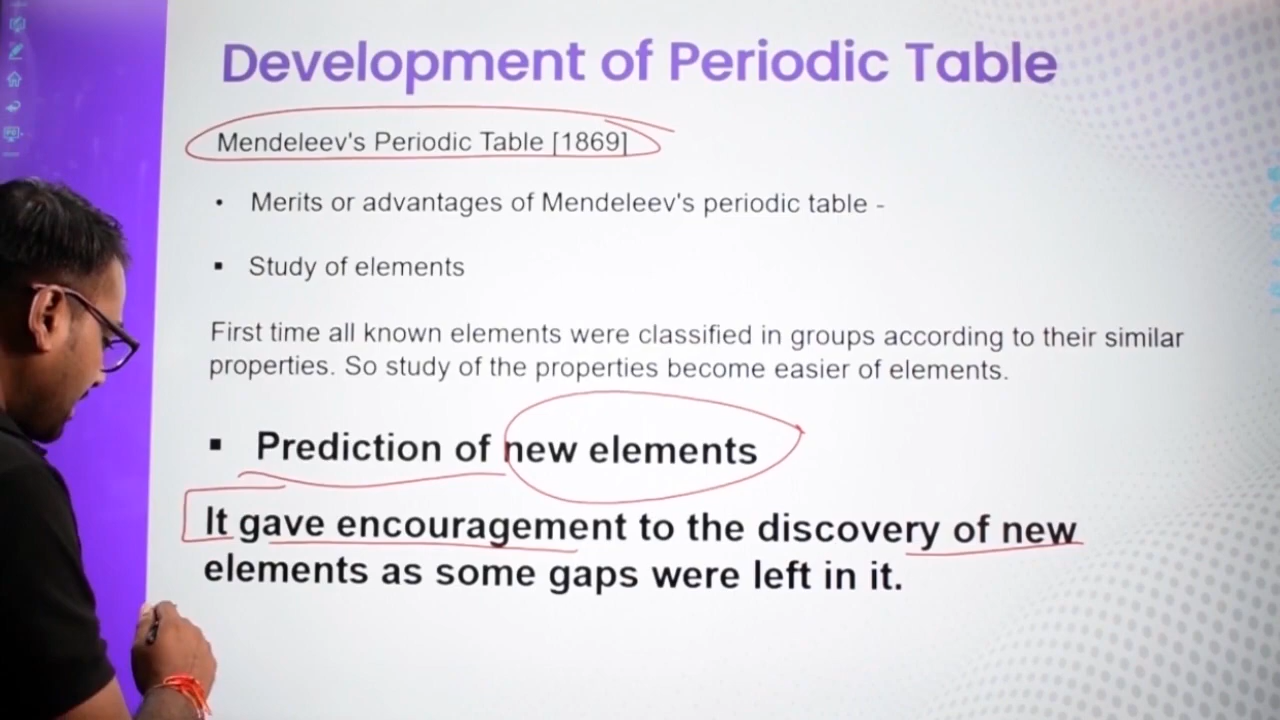 Development of Periodic Table
Mendeleev's Periodic Table [1869]
• Merits or advantages of Mendeleev's periodic table -
▪ Study of elements
First time all known elements were classified in groups according to their similar
properties. So study of the properties become easier of elements.
▪ Prediction of new elements
It gave encouragement to the discovery of new
elements as some gaps were left in it.